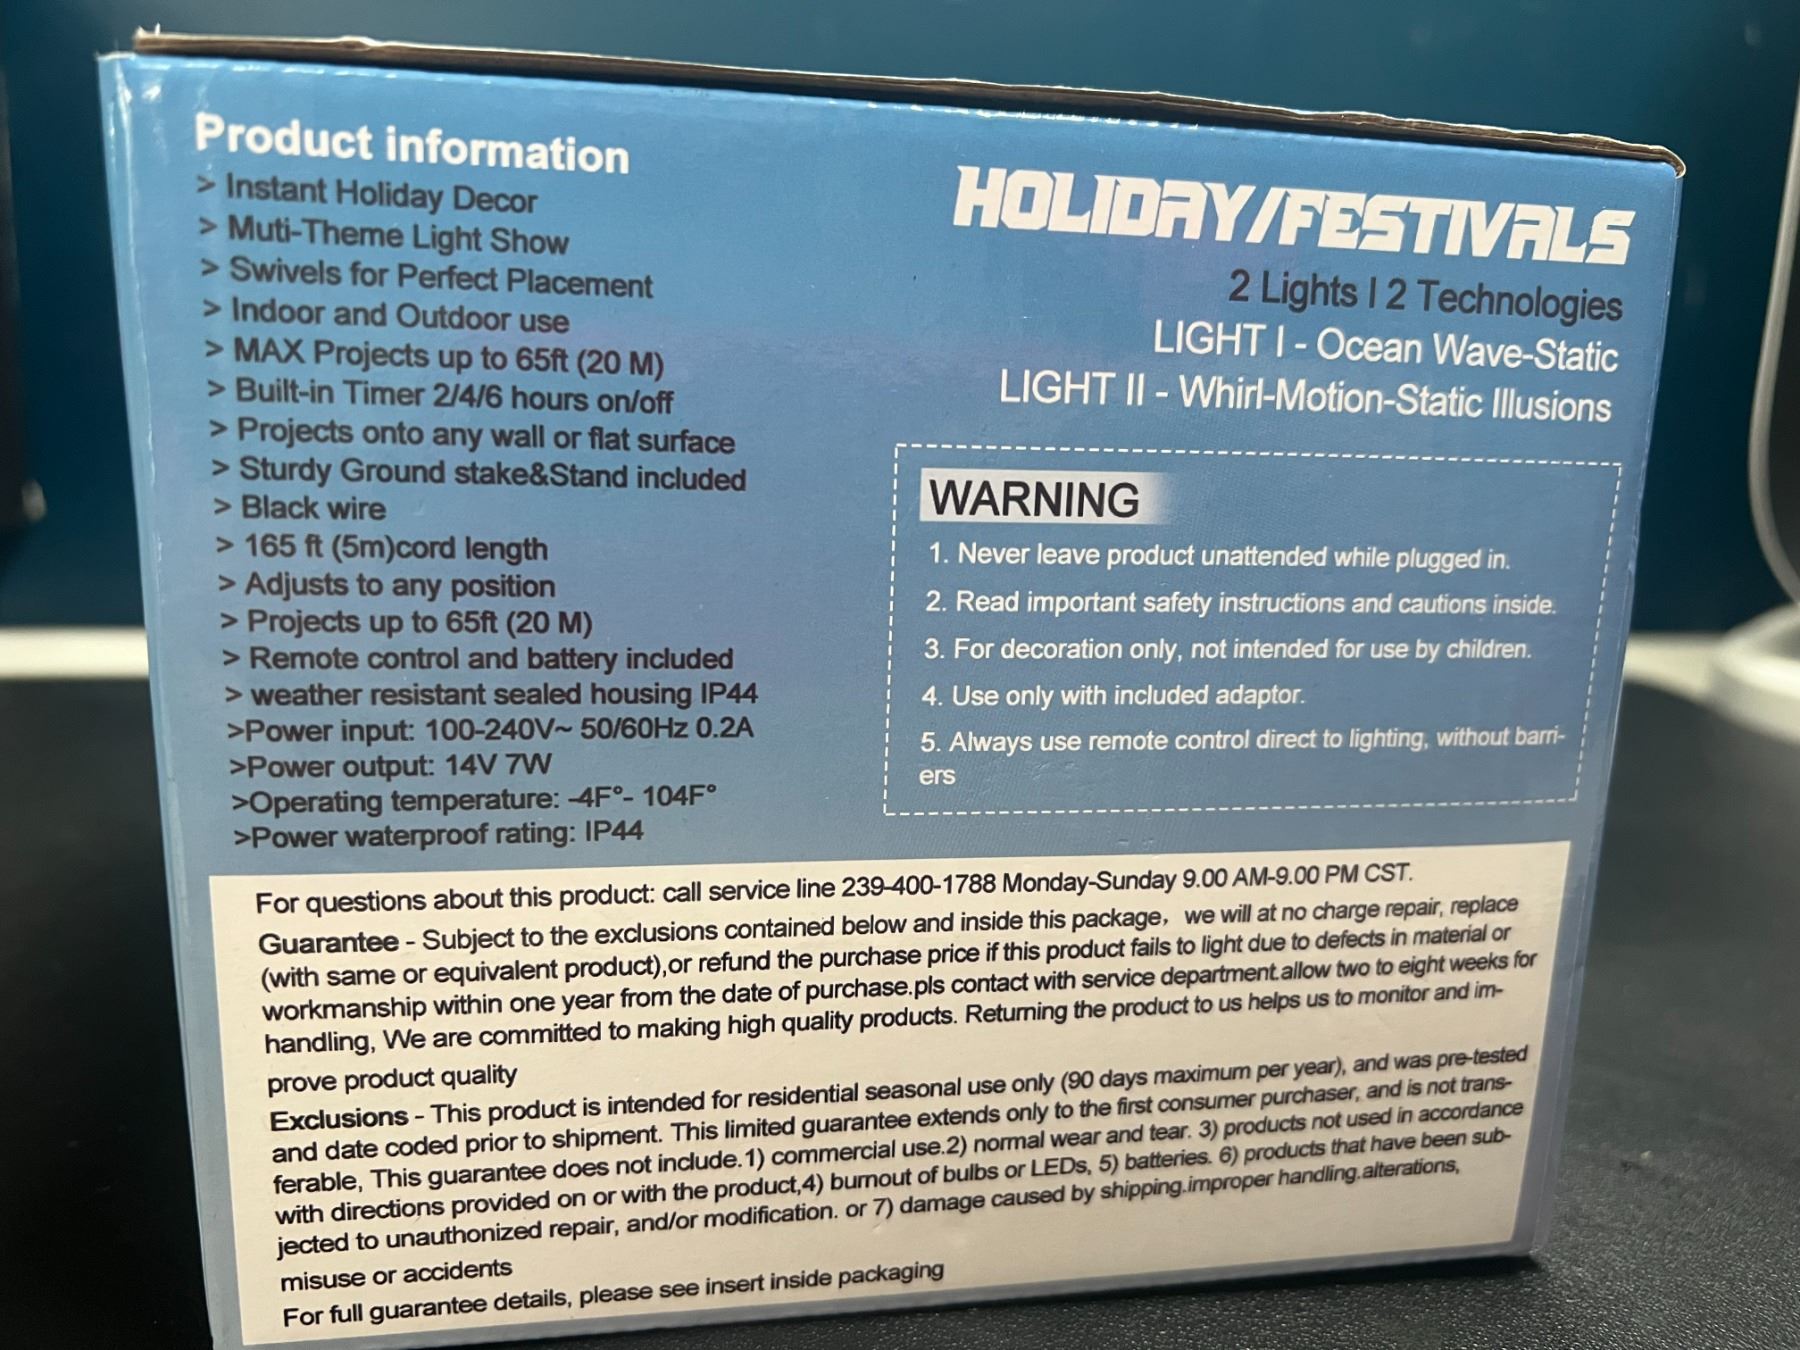 Product information
> Instant Holiday Decor
> Muti-Theme Light Show
> Swivels for Perfect Placement
> Indoor and Outdoor use
> MAX Projects up to 65ft (20 M)
> Built-in Timer 2/4/6 hours on/off
> Projects onto any wall or flat surface
> Sturdy Ground stake&Stand included
> Black wire
> 165 ft (5m)cord length
> Adjusts to any position
> Projects up to 65ft (20 M)
> Remote control and battery included
> weather resistant sealed housing IP44
>Power input: 100-240V~ 50/60Hz 0.2A
>Power output: 14V 7W
>Operating temperature: -4F°- 104F°
>Power waterproof rating: IP44
HOLIDAY/FESTIVALS
2 Lights I 2 Technologies
LIGHT I - Ocean Wave-Static
LIGHT II - Whirl-Motion-Static Illusions
WARNING
1. Never leave product unattended while plugged in.
2. Read important safety instructions and cautions inside.
3. For decoration only, not intended for use by children.
4. Use only with included adaptor.
5. Always use remote control direct to lighting, without barri-
ers
For questions about this product: call service line 239-400-1788 Monday-Sunday 9.00 AM-9.00 PM CST.
Guarantee - Subject to the exclusions contained below and inside this package, we will at no charge repair, replace
(with same or equivalent product),or refund the purchase price if this product fails to light due to defects in material or
workmanship within one year from the date of purchase.pls contact with service department.allow two to eight weeks for
handling, We are committed to making high quality products. Returning the product to us helps us to monitor and im-
prove product quality
Exclusions - This product is intended for residential seasonal use only (90 days maximum per year), and was pre-tested
and date coded prior to shipment. This limited guarantee extends only to the first consumer purchaser, and is not trans-
ferable, This guarantee does not include.1) commercial use.2) normal wear and tear. 3) products not used in accordance
with directions provided on or with the product,4) burnout of bulbs or LEDs, 5) batteries. 6) products that have been sub-
jected to unauthonized repair, and/or modification. or 7) damage caused by shipping.improper handling.alterations,
misuse or accidents
For full guarantee details, please see insert inside packaging